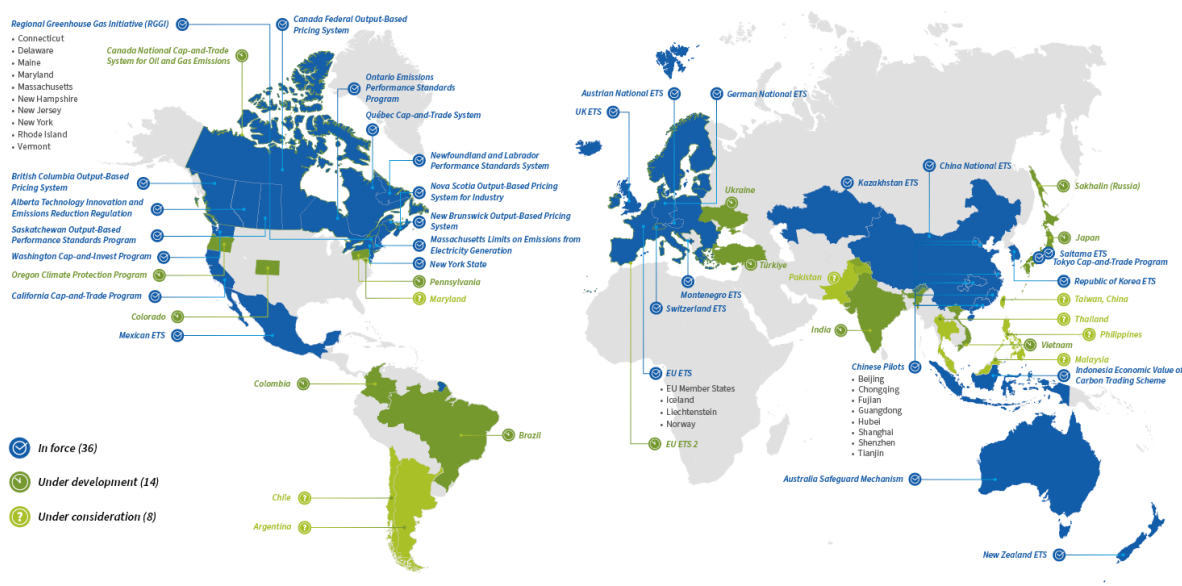 Regional Greenhouse Gas Initiative (RGGI)
• Connecticut
• Delaware
• Maine
• Maryland
• Massachusetts
• New Hampshire
• New Jersey
• New York
• Rhode Island
• Vermont
Canada Federal Output-Based
Pricing System
Canada National Cap-and-Trade
System for Oil and Gas Emissions
Ontario Emissions
Performance Standards
Program
Québec Cap-and-Trade System
Newfoundland and Labrador
Performance Standards System
Nova Scotia Output-Based Pricing
System for Industry
New Brunswick Output-Based Pricing
System
Massachusetts Limits on Emissions from
Electricity Generation
New York State
Pennsylvania
Maryland
British Columbia Output-Based
Pricing System
Alberta Technology Innovation and
Emissions Reduction Regulation
Saskatchewan Output-Based
Performance Standards Program
Washington Cap-and-Invest Program
Oregon Climate Protection Program
California Cap-and-Trade Program
Colorado
Mexican ETS
Colombia
Brazil
Chile
Argentina
In force (36)
Under development (14)
Under consideration (8)
Austrian National ETS
German National ETS
UK ETS
Ukraine
Türkiye
Montenegro ETS
Switzerland ETS
EU ETS
• EU Member States
• Iceland
• Liechtenstein
• Norway
EU ETS 2
China National ETS
Kazakhstan ETS
Pakistan
India
Sakhalin (Russia)
Japan
Saitama ETS
Tokyo Cap-and-Trade Program
Republic of Korea ETS
Taiwan, China
Thailand
Philippines
Vietnam
Malaysia
Indonesia Economic Value of
Carbon Trading Scheme
Chinese Pilots
• Beijing
• Chongqing
• Fujian
• Guangdong
• Hubei
• Shanghai
• Shenzhen
• Tianjin
Australia Safeguard Mechanism
New Zealand ETS